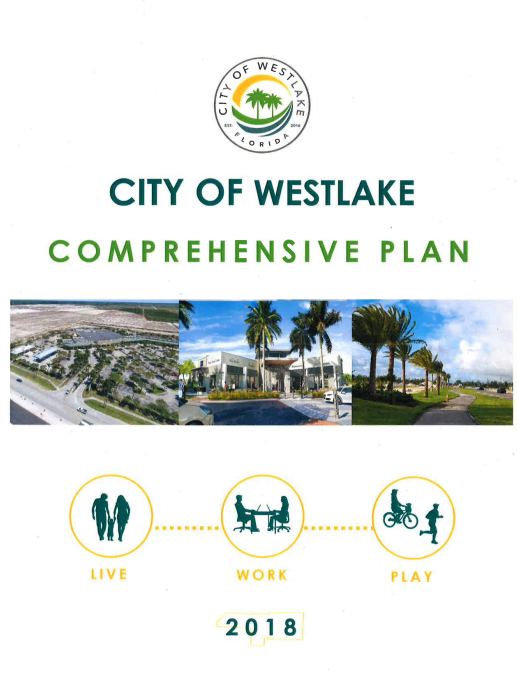 CITY OF WESTLAKE
EST. 2016
FLORIDA
CITY OF WESTLAKE
COMPREHENSIVE PLAN
LIVE
WORK
PLAY
2018